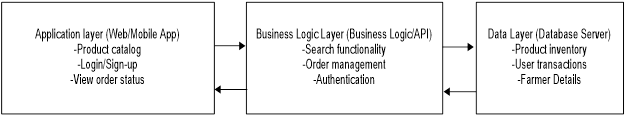 Application layer (Web/Mobile App)
-Product catalog
-Login/Sign-up
-View order status
Business Logic Layer (Business Logic/API)
-Search functionality
-Order management
-Authentication
Data Layer (Database Server)
-Product inventory
-User transactions
-Farmer Details